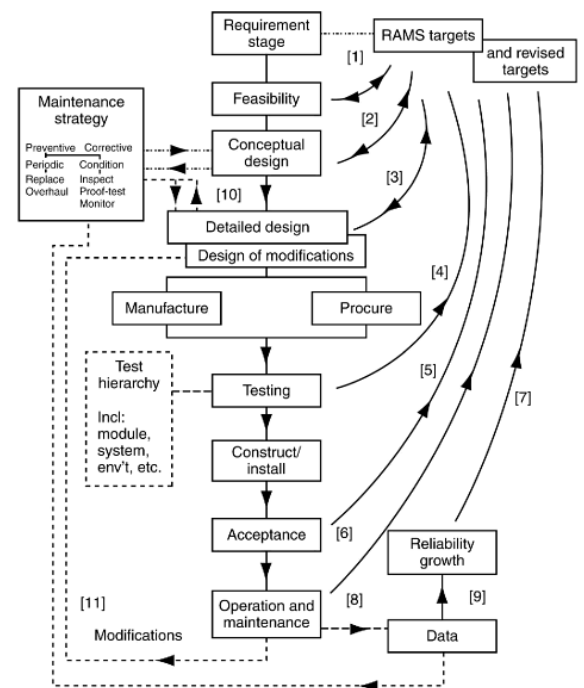 Requirement
stage
RAMS targets
and revised
targets
[1]
Maintenance
strategy
Preventive Corrective
Periodic Condition
Replace Inspect
Overhaul Proof-test
Monitor
Feasibility
[2]
Conceptual
design
[3]
[10]
Detailed design
Design of modifications
[4]
Manufacture
Procure
Test
hierarchy
Incl:
module,
system,
env't, etc.
Testing
[5]
[7]
Construct/
install
Acceptance
[6]
Reliability
growth
[11]
Modifications
Operation and
maintenance
[8]
[9]
Data